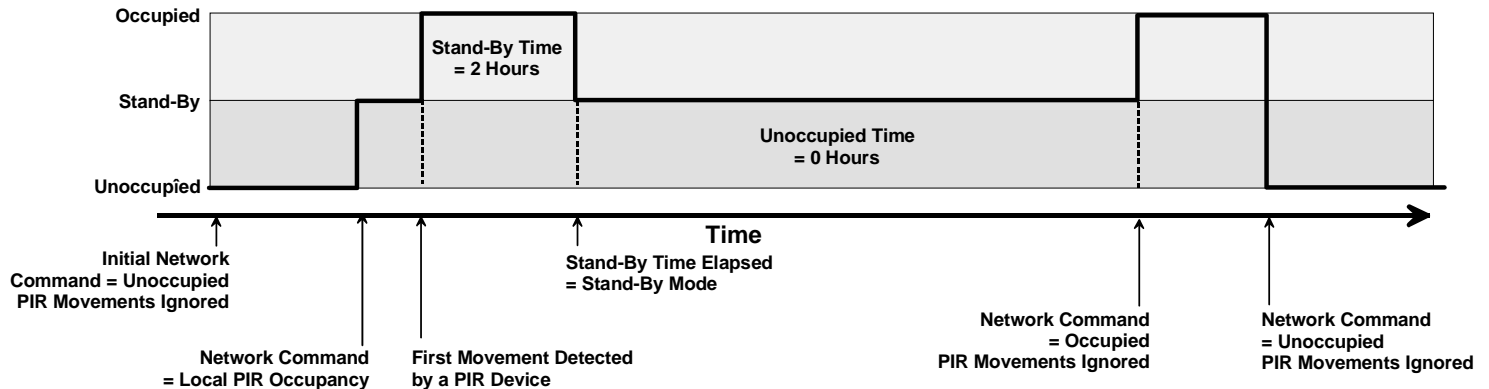 Occupied
Stand-By
Unoccupîed
Stand-By Time
= 2 Hours
Unoccupied Time
= 0 Hours
Time
Initial Network
Command = Unoccupied
PIR Movements Ignored
Network Command
= Local PIR Occupancy
First Movement Detected
by a PIR Device
Stand-By Time Elapsed
= Stand-By Mode
Network Command
= Occupied
PIR Movements Ignored
Network Command
= Unoccupied
PIR Movements Ignored